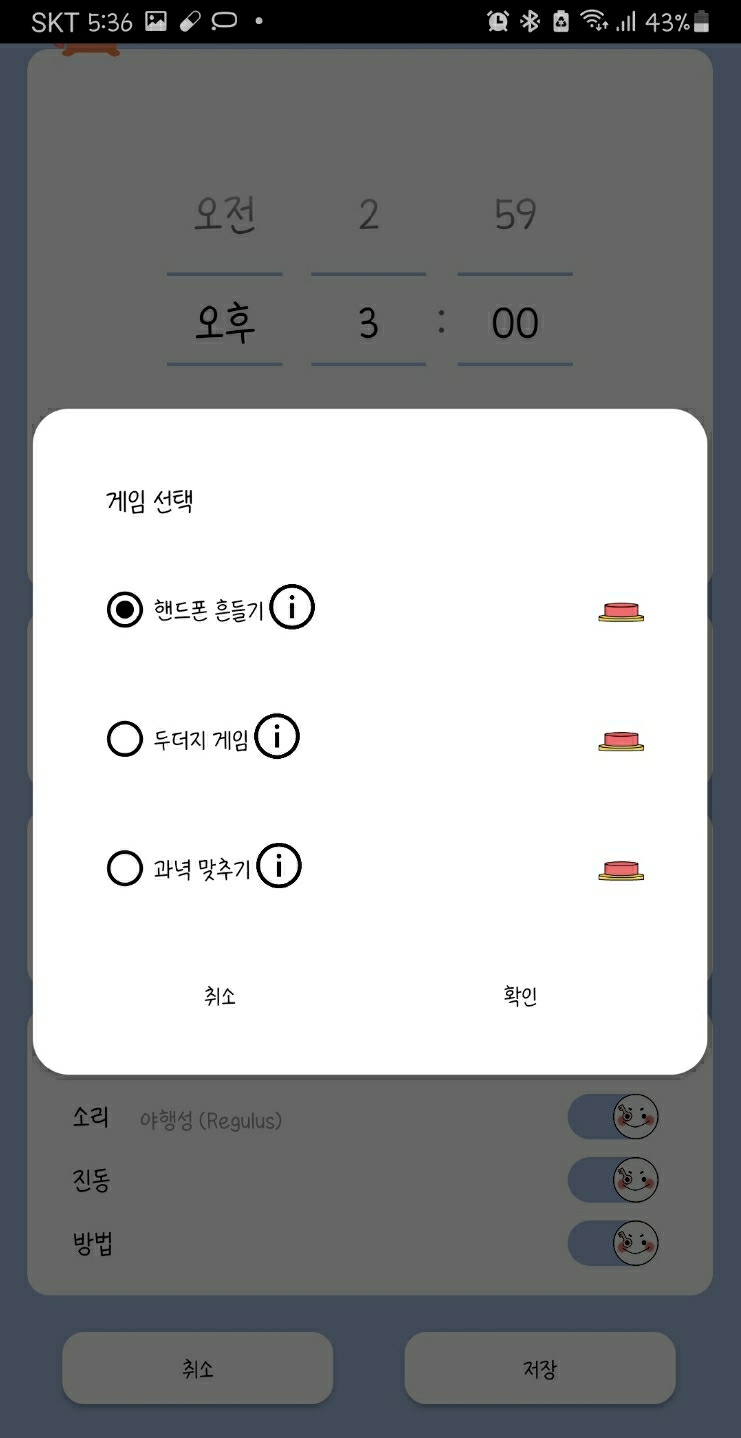 SKT 5:36 43%
오전 2 59
오후 3 : 00
게임 선택
핸드폰 흔들기 i
두더지 게임 i
과녁 맞추기 i
취소 확인
소리 야행성 (Regulus)
진동
방법
취소 저장